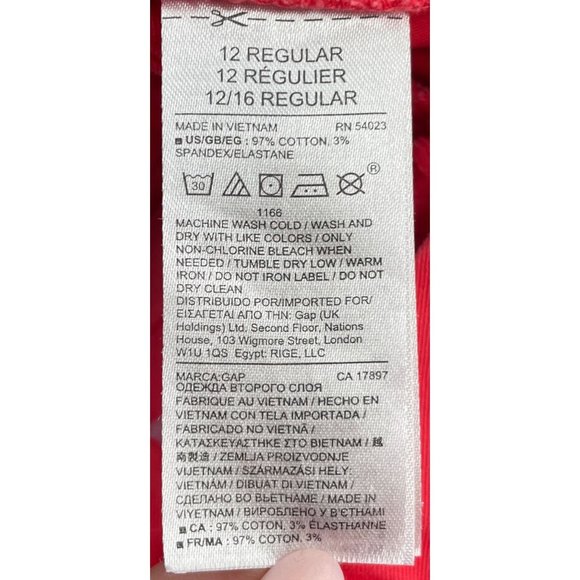 12 REGULAR
12 RÉGULIER
12/16 REGULAR
MADE IN VIETNAM RN 54023
US/GB/EG : 97% COTTON, 3%
SPANDEX/ELASTANE
30 ®
1166
MACHINE WASH COLD / WASH AND
DRY WITH LIKE COLORS / ONLY
NON-CHLORINE BLEACH WHEN
NEEDED / TUMBLE DRY LOW / WARM
IRON / DO NOT IRON LABEL / DO NOT
DRY CLEAN
DISTRIBUIDO POR/IMPORTED FOR/
ΕΙΣΑΓΕΤΑΙ ΑΠΟ ΤΗΝ: Gap (UK
Holdings) Ltd, Second Floor, Nations
House, 103 Wigmore Street, London
W1U 1QS Egypt: RIGE, LLC
MARCA:GAP CA 17897
ОДЕЖДА ВТОРОГО СЛОЯ
FABRIQUE AU VIETNAM / HECHO EN
VIETNAM CON TELA IMPORTADA /
FABRICADO NO VIETNÃ /
ΚΑΤΑΣΚΕΥΑΣΤΗΚΕ ΣΤΟ ΒΙΕΤΝΑΜ / 越
南製造 / ZEMLJA PROIZVODNJE
VIJETNAM / SZÁRMAZÁSI HELY:
VIETNAM / DIBUAT DI VIETNAM /
СДЕЛАНО ВО ВЬЕТНАМЕ / MADE IN
VIYETNAM / ВИРОБЛЕНО У В'ЄТНАМІ
CA : 97% COTON, 3% ÉLASTHANNE
FR/MA : 97% COTON, 3%